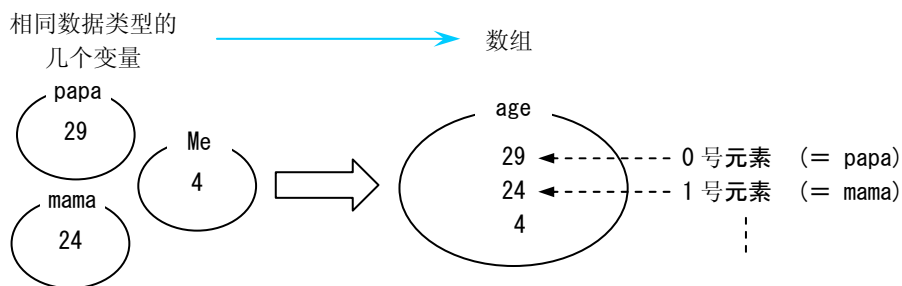 相同数据类型的
几个变量
数组
papa
29
Me
4
mama
24
age
29
24
4
0 号元素 (= papa)
1 号元素 (= mama)